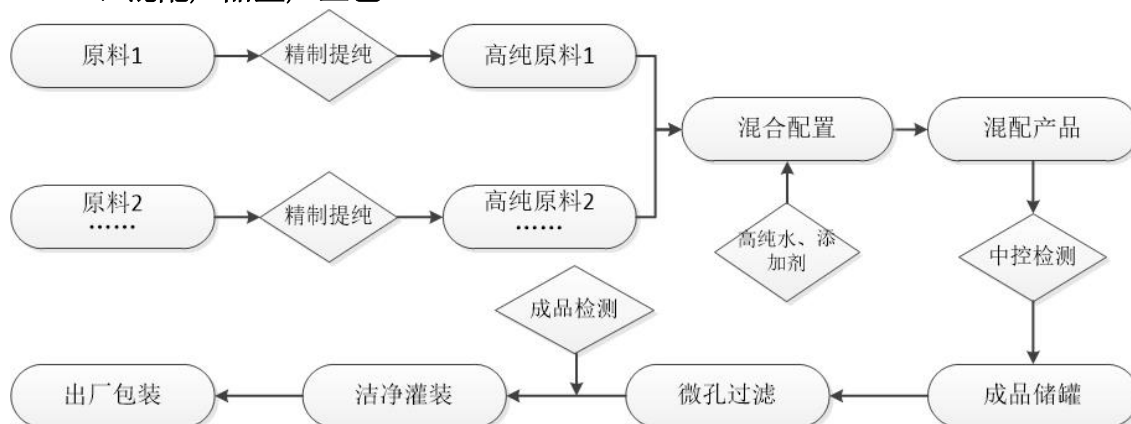 原料1
精制提纯
高纯原料1
混合配置
混配产品
原料2
······
精制提纯
高纯原料2
······
高纯水、添
加剂
中控检测
成品检测
出厂包装
洁净灌装
微孔过滤
成品储罐